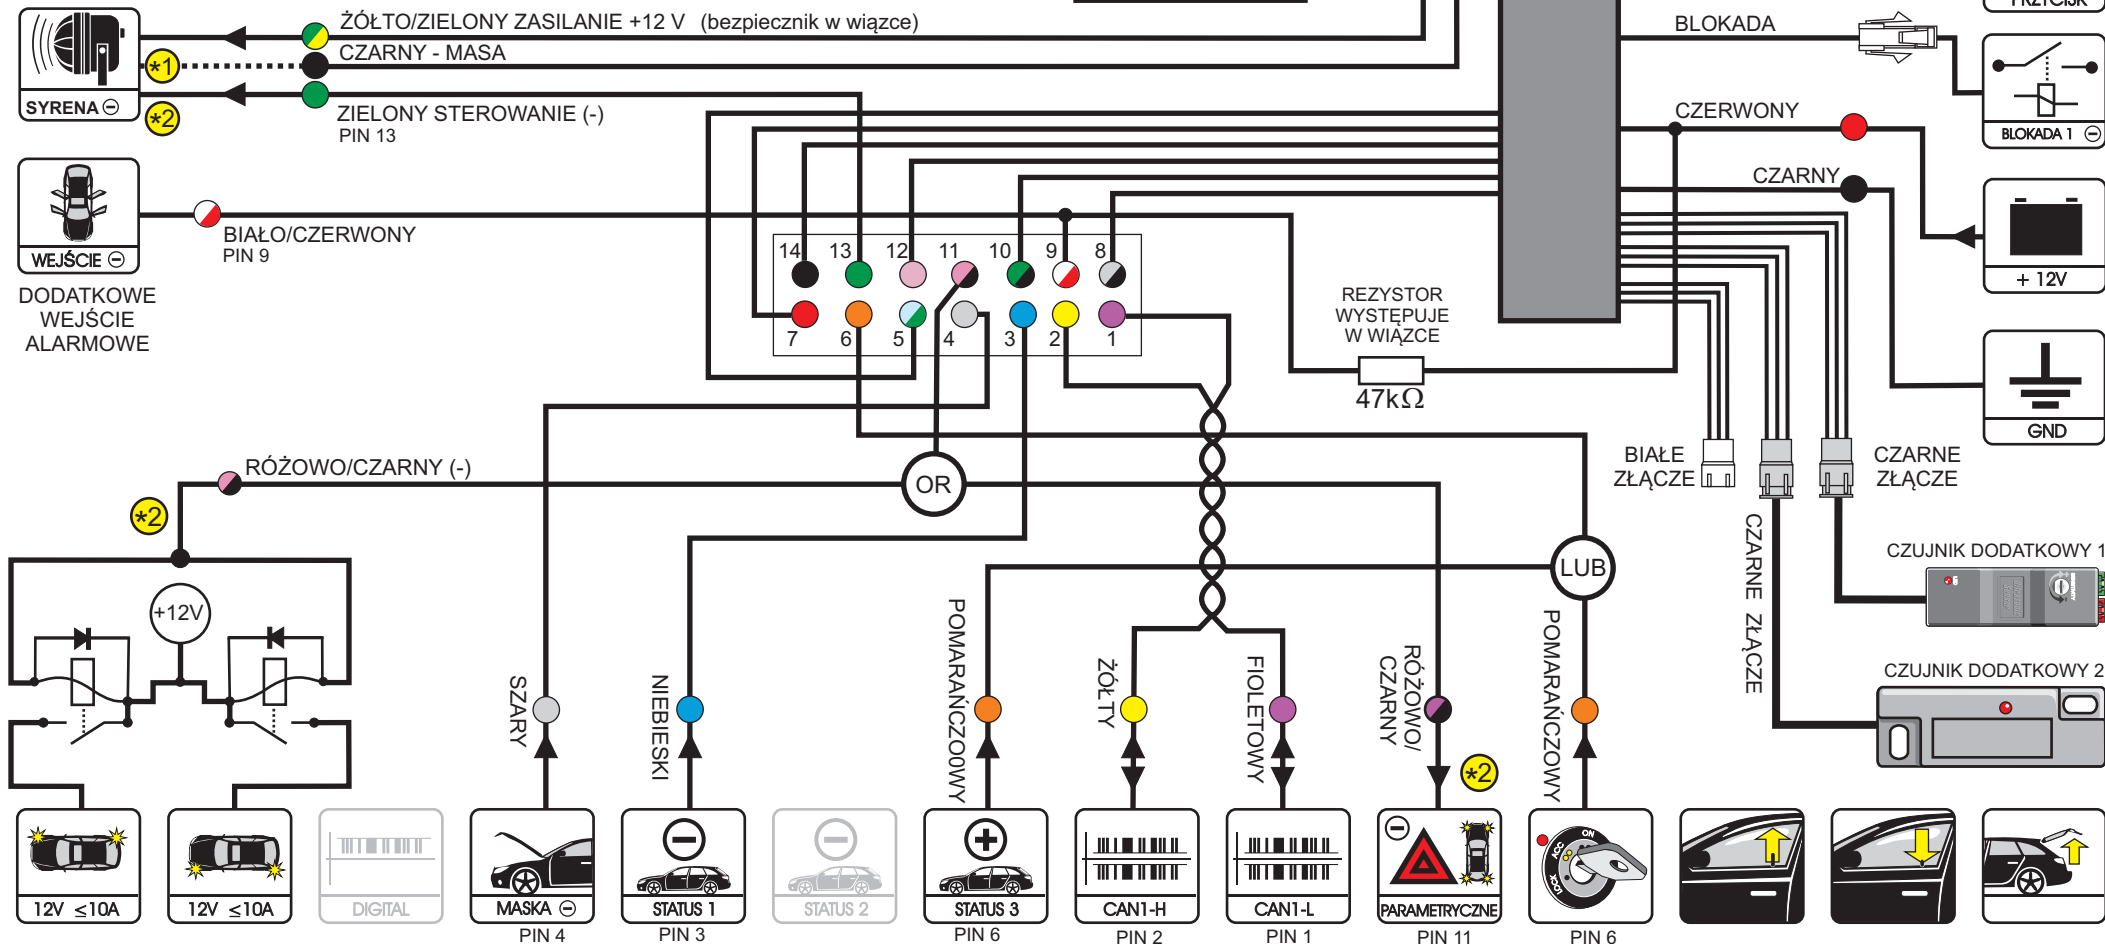 ŻÓŁTO/ZIELONY ZASILANIE +12 V (bezpiecznik w wiązce)
*1
CZARNY - MASA
SYRENA ⊖
*2
ZIELONY STEROWANIE (-)
PIN 13
WEJŚCIE ⊖
BIAŁO/CZERWONY
PIN 9
DODATKOWE
WEJŚCIE
ALARMOWE
14 13 12 11 10 9 8
7 6 5 4 3 2 1
REZYSTOR
WYSTĘPUJE
W WIĄZCE
47kΩ
PRZYCISK
BLOKADA
BLOKADA 1 ⊖
CZERWONY
CZARNY
+ 12V
GND
BIAŁE
ZŁĄCZE
CZARNE
ZŁĄCZE
CZARNE ZŁĄCZE
CZUJNIK DODATKOWY 1
CZUJNIK DODATKOWY 2
RÓŻOWO/CZARNY (-)
OR
*2
+12V
LUB
SZARY
NIEBIESKI
POMARAŃCZO0WY
ŻÓŁTY
FIOLETOWY
RÓŻOWO/
CZARNY
*2
POMARAŃCZOWY
12V ≤10A
12V ≤10A
DIGITAL
MASKA ⊖
PIN 4
STATUS 1
PIN 3
STATUS 2
STATUS 3
PIN 6
CAN1-H
PIN 2
CAN1-L
PIN 1
PARAMETRYCZNE
PIN 11
LOCK
ACC
ON
PIN 6